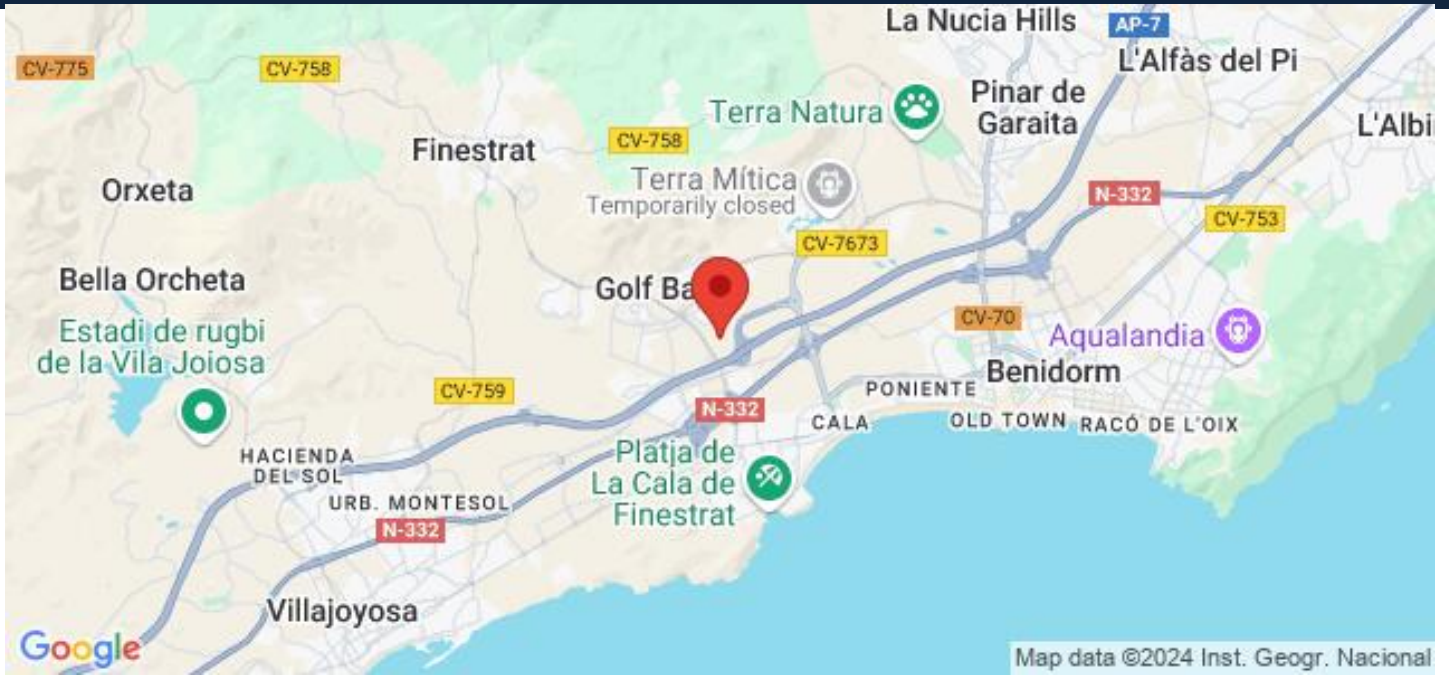 La Nucia Hills
AP-7
L'Alfàs del Pi
CV-775
CV-758
Terra Natura
Pinar de
Garaita
L'Albi
Finestrat
CV-758
Orxeta
Terra Mítica
Temporarily closed
N-332
CV-753
CV-7673
Bella Orcheta
Golf Ba
Estadi de rugbi
de la Vila Joiosa
CV-70
Aqualandia
Benidorm
CV-759
PONIENTE
N-332
CALA
OLD TOWN
RACÓ DE L'OIX
HACIENDA
DEL SOL
Platja de
La Cala de
Finestrat
URB. MONTESOL
N-332
Villajoyosa
Google
Map data ©2024 Inst. Geogr. Nacional